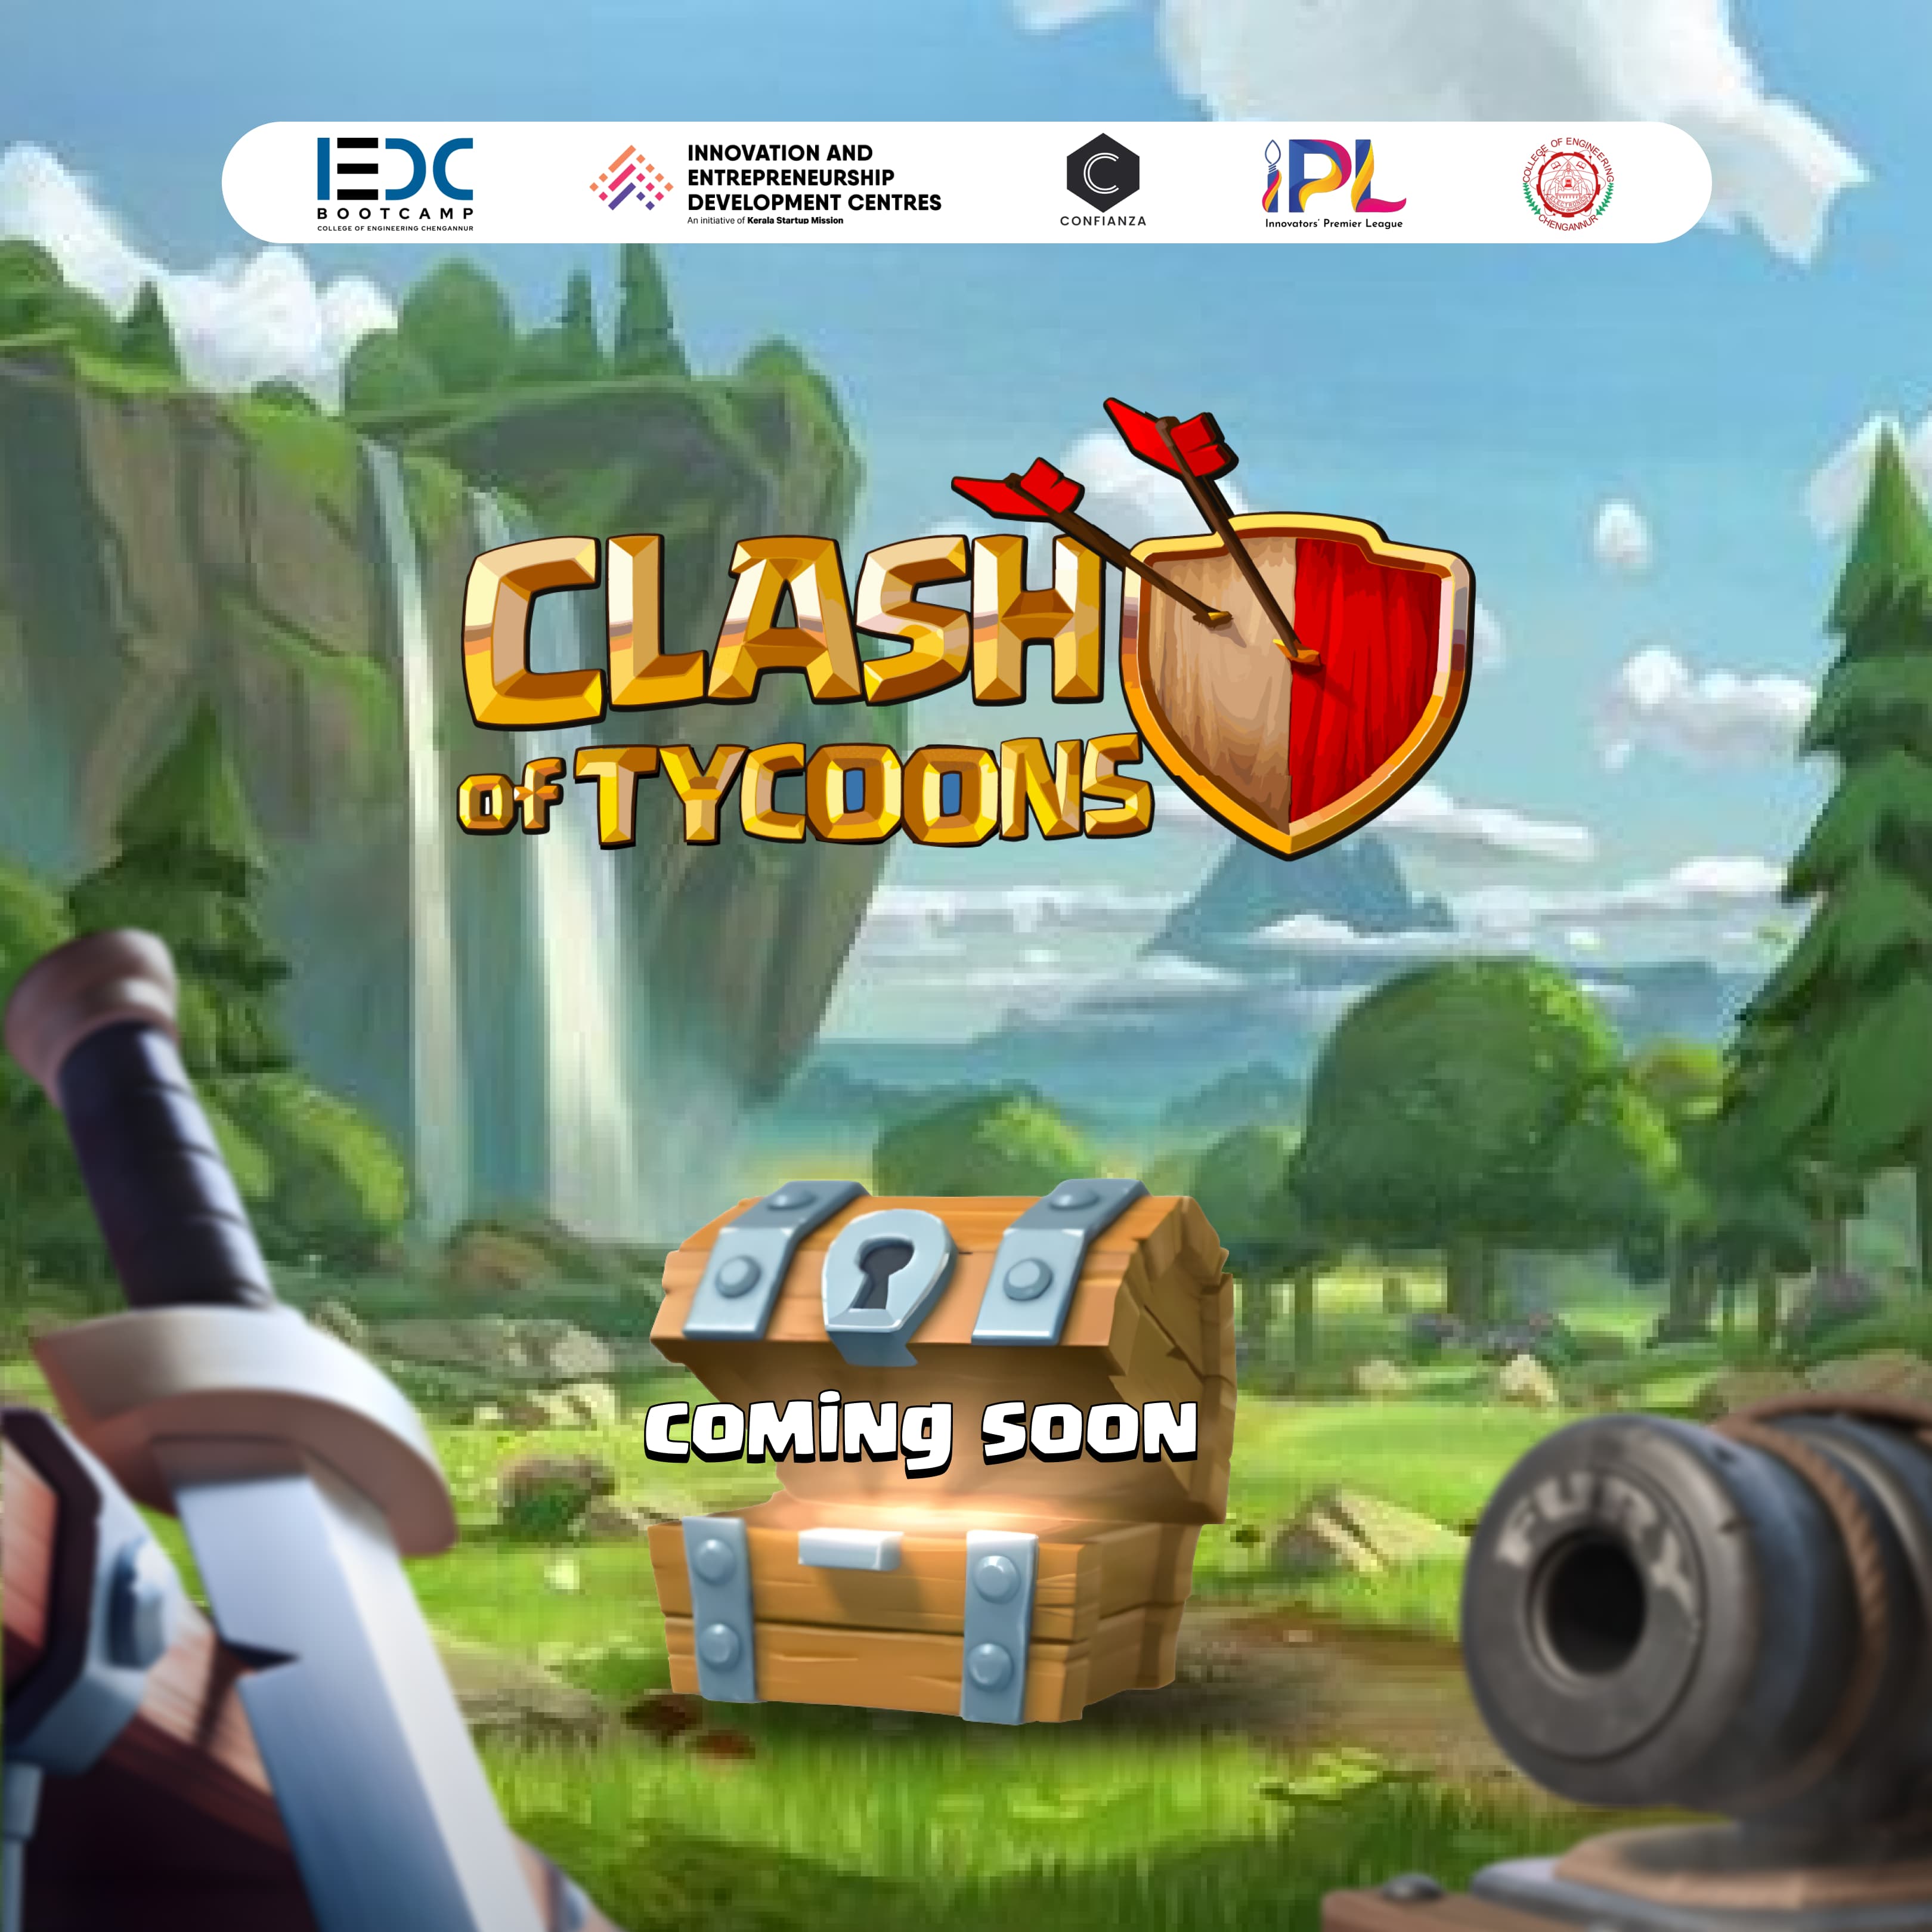 IEDC
BOOTCAMP
COLLEGE OF ENGINEERING CHENGANNUR
INNOVATION AND
ENTREPRENEURSHIP
DEVELOPMENT CENTRES
An initiative of Kerala Startup Mission
C
CONFIANZA
iPL
Innovators' Premier League
COLLEGE OF ENGINEERING
CHENGANNUR
CLASH
of TYCOONS
COMiNg SOON
FURY